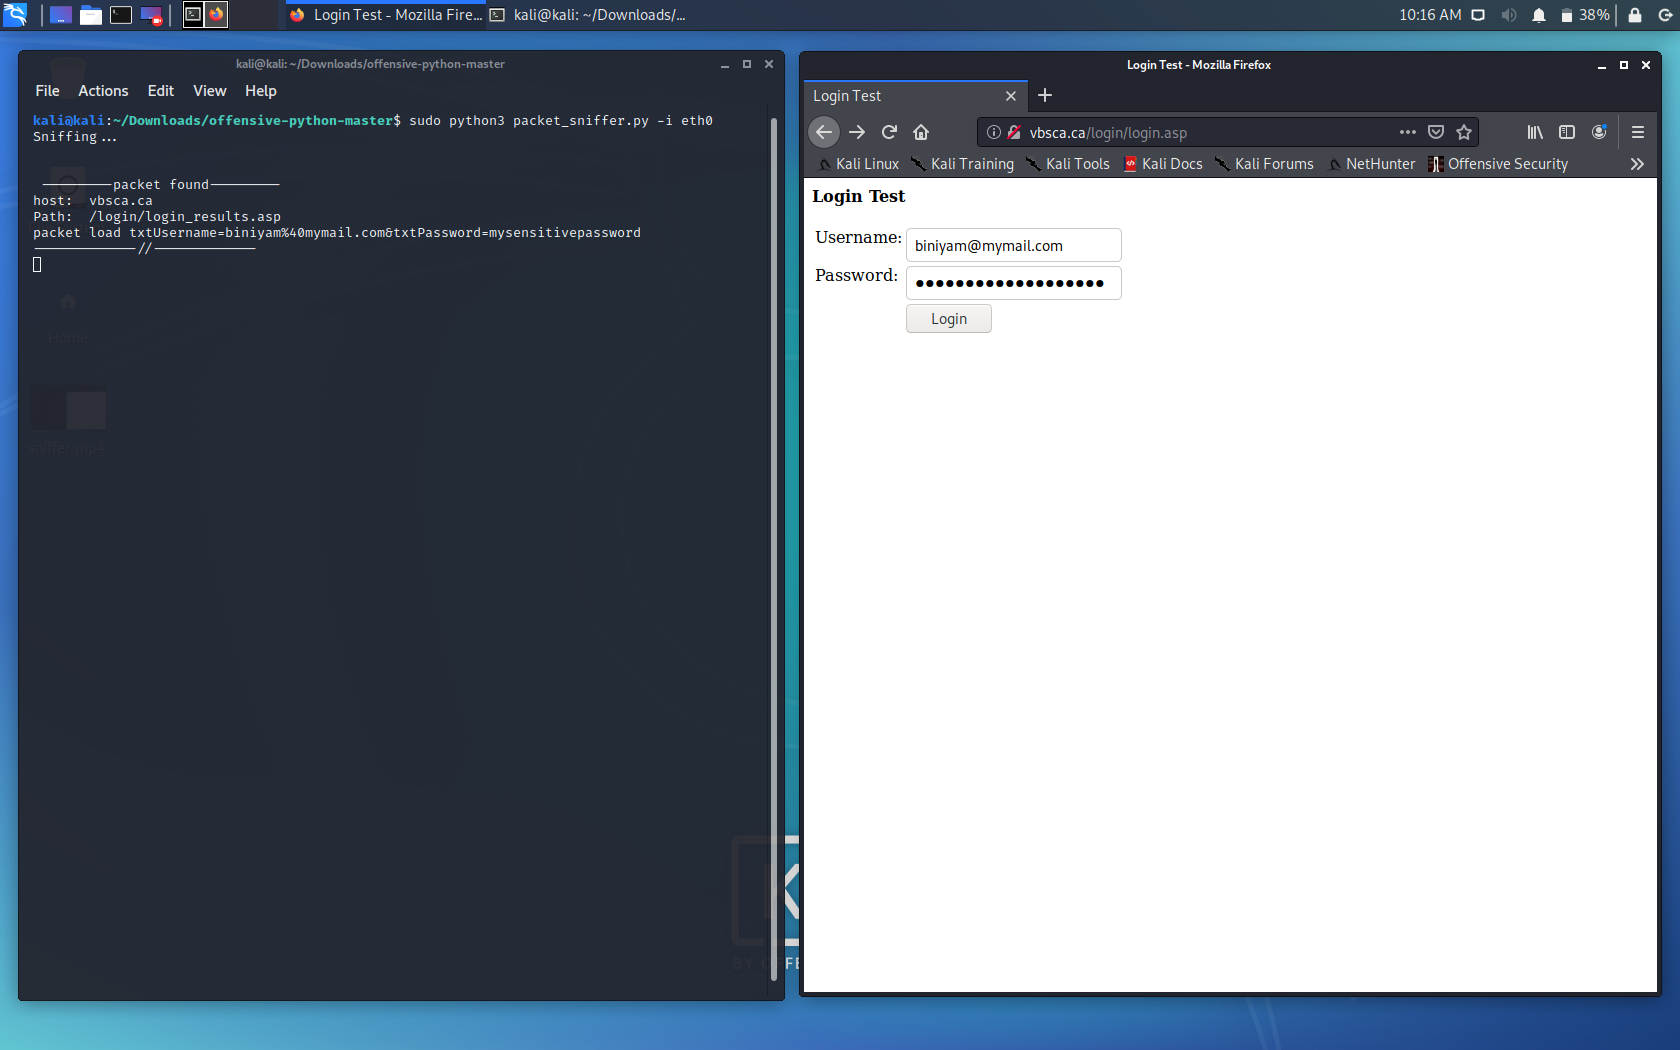 Login Test - Mozilla Fire...
kali@kali: ~/Downloads/...
10:16 AM
38%
kali@kali: ~/Downloads/offensive-python-master
File Actions Edit View Help
kali@kali:~/Downloads/offensive-python-master$ sudo python3 packet_sniffer.py -i eth0
Sniffing...
---------packet found---------
host: vbsca.ca
Path: /login/login_results.asp
packet load txtUsername=biniyam%40mymail.com&txtPassword=mysensitivepassword
-------------//-------------
Home
sniffer.mp4
Login Test - Mozilla Firefox
Login Test
vbsca.ca/login/login.asp
Kali Linux Kali Training Kali Tools Kali Docs Kali Forums NetHunter Offensive Security
Login Test
Username: biniyam@mymail.com
Password: ●●●●●●●●●●●●●●●●●●●
Login